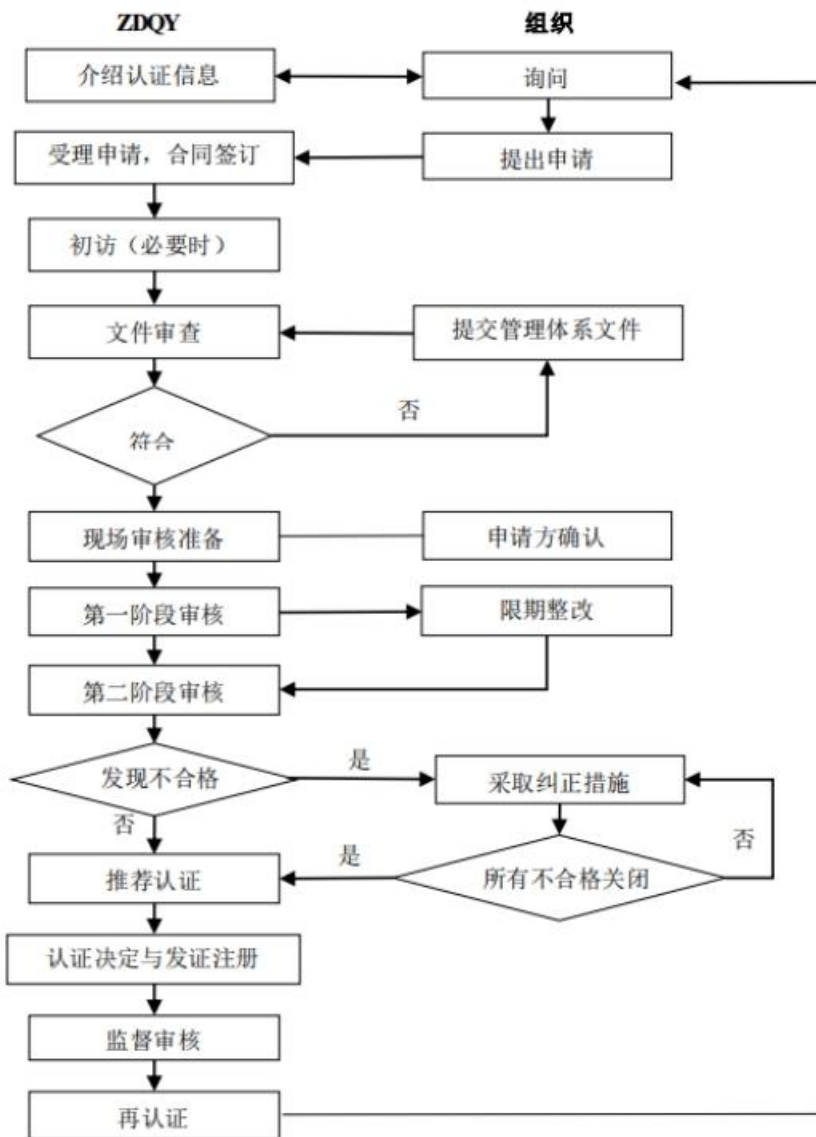 ZDQY 组织
介绍认证信息 询问
受理申请，合同签订 提出申请
初访（必要时）
文件审查 提交管理体系文件
否
符合
现场审核准备 申请方确认
第一阶段审核 限期整改
第二阶段审核
是
发现不合格 采取纠正措施
否
否
是
推荐认证 所有不合格关闭
认证决定与发证注册
监督审核
再认证